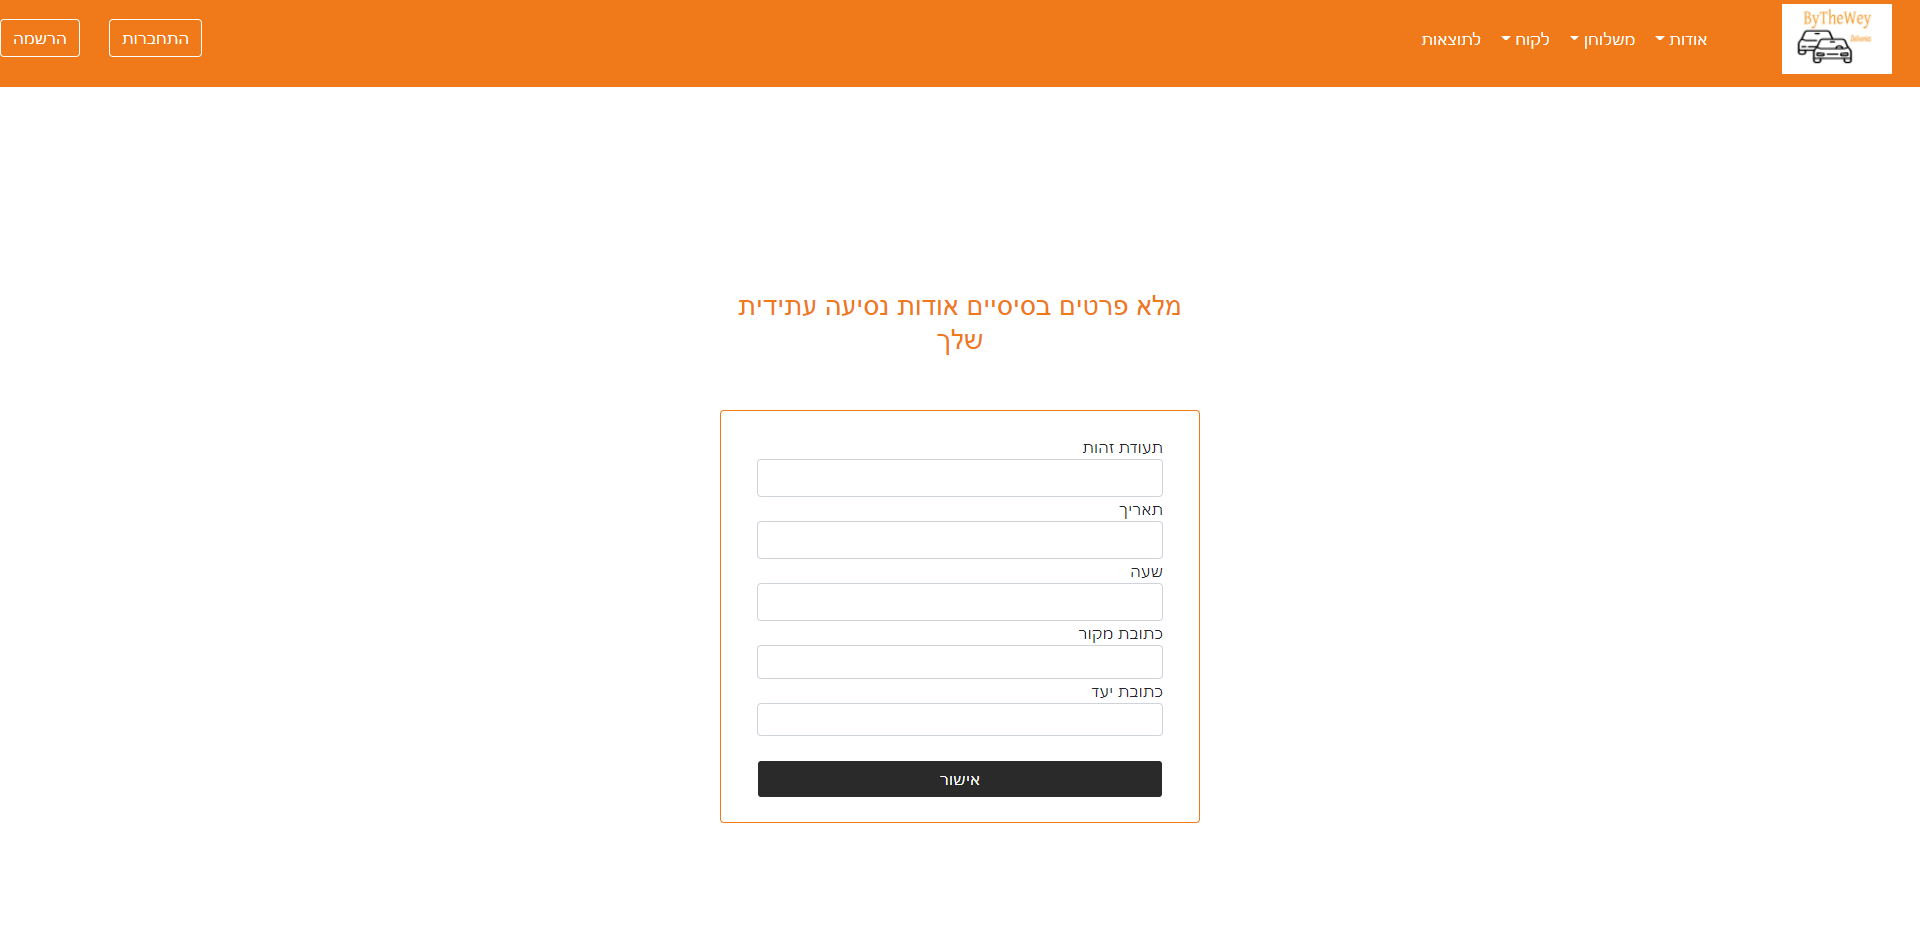 ByTheWey
אודות
משלוחן
לקוח
לתוצאות
התחברות
הרשמה
מלא פרטים בסיסיים אודות נסיעה עתידית
שלך
תעודת זהות
תאריך
שעה
כתובת מקור
כתובת יעד
אישור